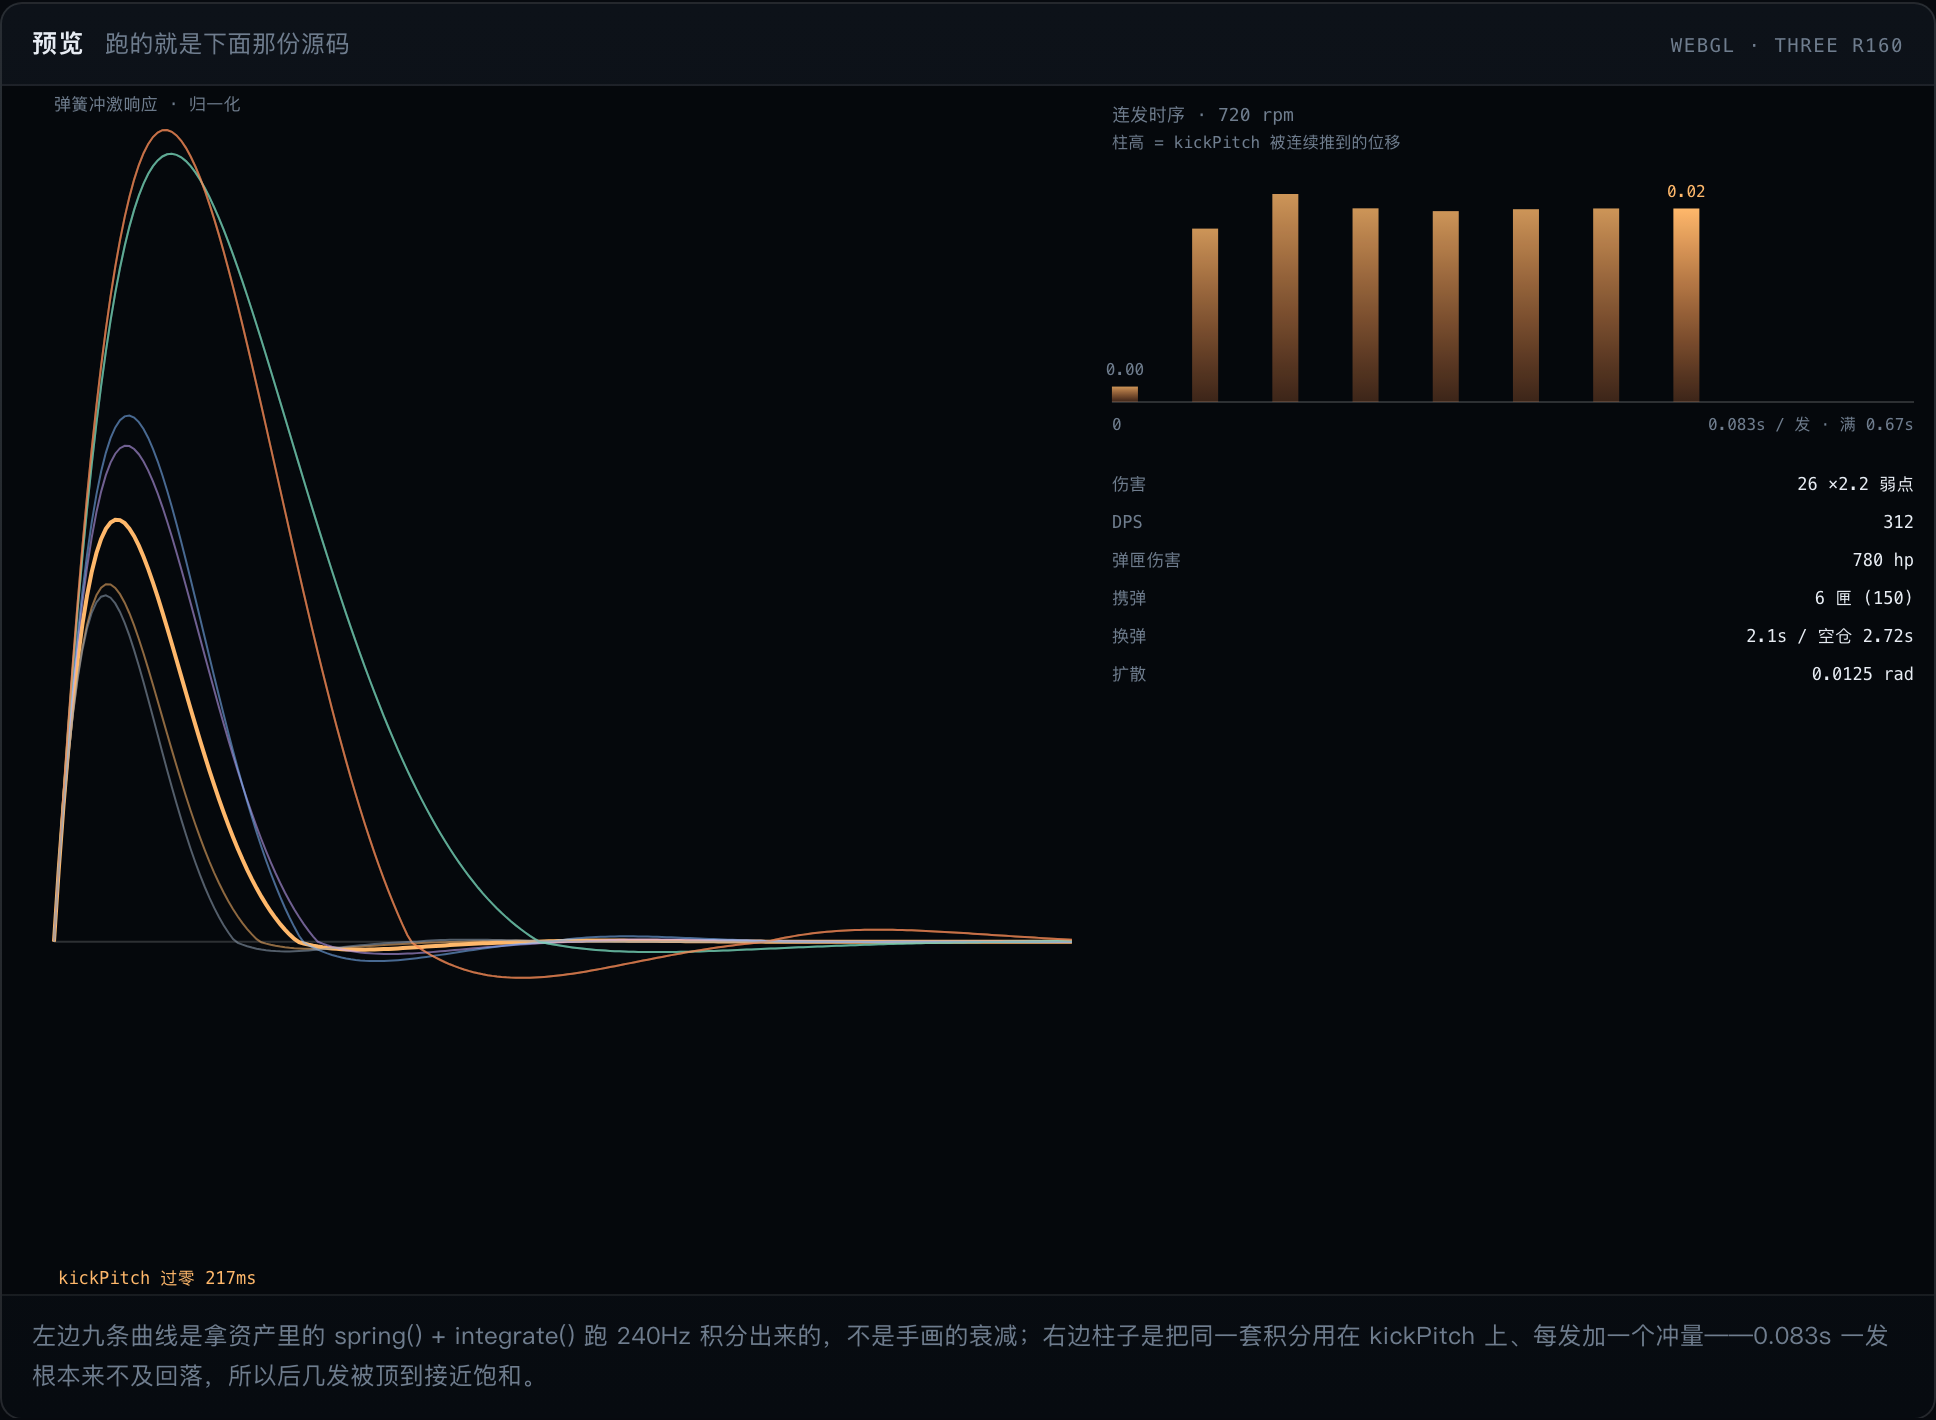 预览 跑的就是下面那份源码
WEBGL · THREE R160
弹簧冲激响应 · 归一化
kickPitch 过零 217ms
连发时序 · 720 rpm
柱高 = kickPitch 被连续推到的位移
0.02
0.00
0
0.083s / 发 · 满 0.67s
伤害 26 ×2.2 弱点
DPS 312
弹匣伤害 780 hp
携弹 6 匣 (150)
换弹 2.1s / 空仓 2.72s
扩散 0.0125 rad
左边九条曲线是拿资产里的 spring() + integrate() 跑 240Hz 积分出来的，不是手画的衰减；右边柱子是把同一套积分用在 kickPitch 上、每发加一个冲量——0.083s 一发
根本来不及回落，所以后几发被顶到接近饱和。